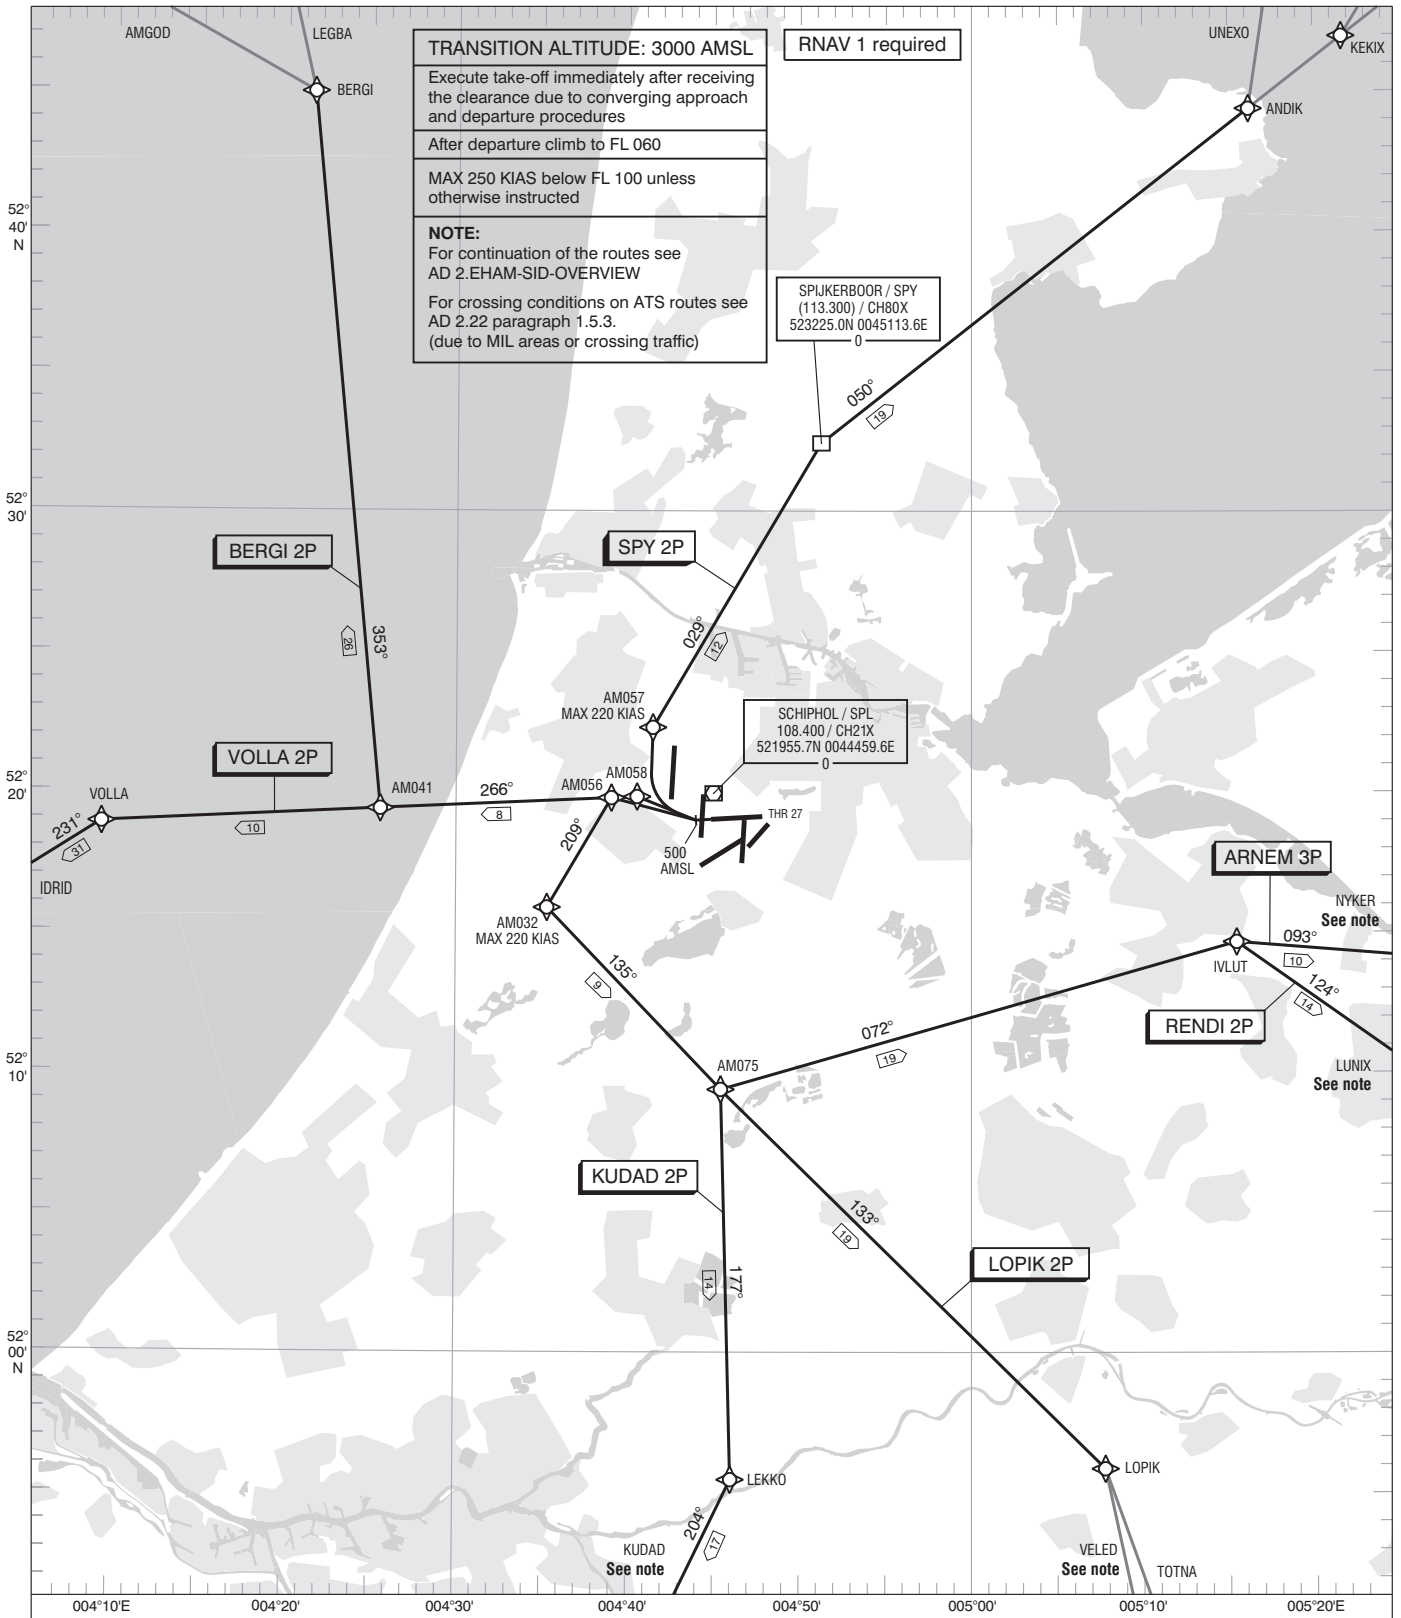 AMGOD
LEGBA
BERGI
TRANSITION ALTITUDE: 3000 AMSL
Execute take-off immediately after receiving
the clearance due to converging approach
and departure procedures
After departure climb to FL 060
MAX 250 KIAS below FL 100 unless
otherwise instructed
NOTE:
For continuation of the routes see
AD 2.EHAM-SID-OVERVIEW
For crossing conditions on ATS routes see
AD 2.22 paragraph 1.5.3.
(due to MIL areas or crossing traffic)
RNAV 1 required
UNEXO
KEKIX
ANDIK
52°
40'
N
SPIJKERBOOR / SPY
(113.300) / CH80X
523225.0N 0045113.6E
0
050°
19
52°
30'
BERGI 2P
SPY 2P
353°
26
029°
12
AM057
MAX 220 KIAS
SCHIPHOL / SPL
108.400 / CH21X
521955.7N 0044459.6E
0
VOLLA 2P
52°
20'
VOLLA
AM041
266°
8
AM056
AM058
THR 27
231°
31
10
209°
500
AMSL
IDRID
ARNEM 3P
AM032
MAX 220 KIAS
NYKER
See note
093°
10
IVLUT
135°
9
124°
14
RENDI 2P
072°
19
52°
10'
AM075
LUNIX
See note
KUDAD 2P
133°
19
LOPIK 2P
177°
14
52°
00'
N
LOPIK
LEKKO
204°
17
KUDAD
See note
VELED
See note
TOTNA
004°10'E
004°20'
004°30'
004°40'
004°50'
005°00'
005°10'
005°20'E